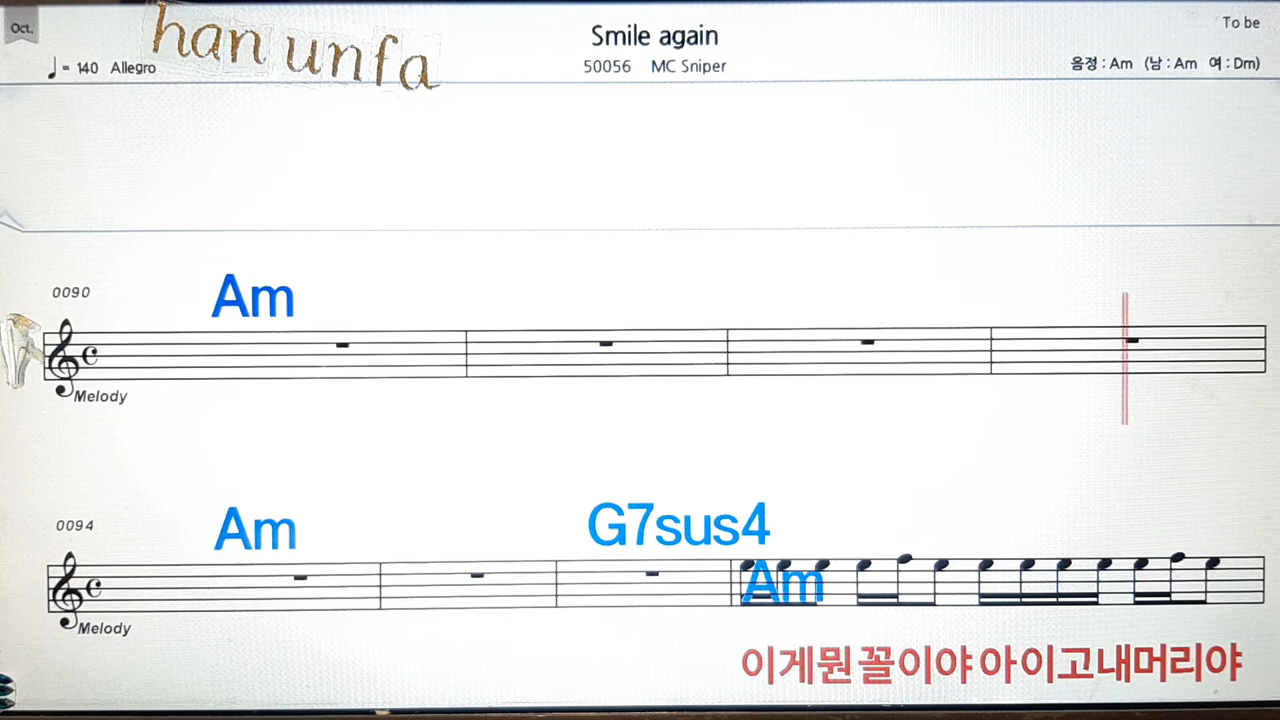 Oct.
han unfa
Smile again
To be
♩ = 140 Allegro
50056 MC Sniper
음정 : Am (남 : Am 여 : Dm)
0090
Am
Melody
0094
Am
G7sus4
Am
Melody
이게뭔꼴이야아이고내머리야